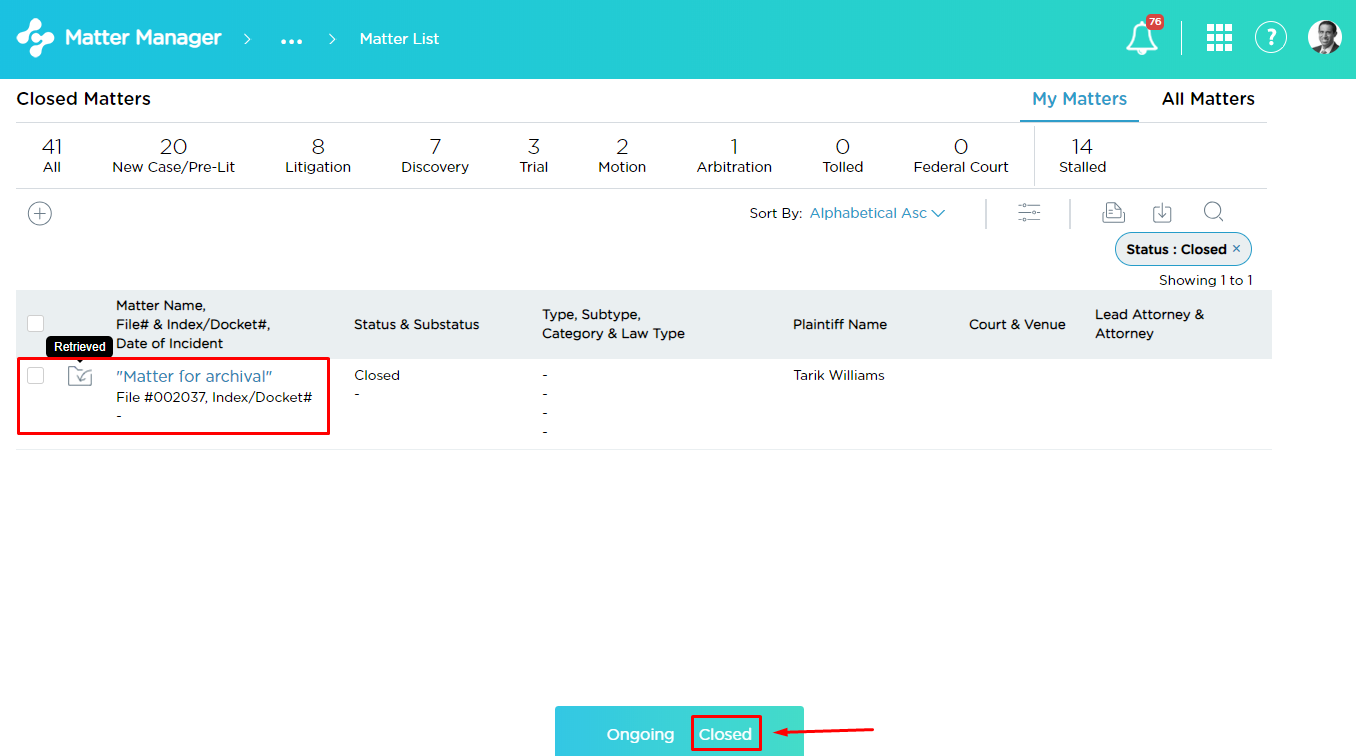 Matter Manager > ... > Matter List
76
?
Closed Matters
My Matters All Matters
41 20 8 7 3 2 1 0 0 14
All New Case/Pre-Lit Litigation Discovery Trial Motion Arbitration Tolled Federal Court Stalled
Sort By: Alphabetical Asc
Status : Closed ×
Showing 1 to 1
Matter Name,
File# & Index/Docket#,
Date of Incident
Status & Substatus
Type, Subtype,
Category & Law Type
Plaintiff Name
Court & Venue
Lead Attorney &
Attorney
Retrieved
"Matter for archival"
File #002037, Index/Docket#
-
Closed
-
-
-
-
-
Tarik Williams
Ongoing Closed